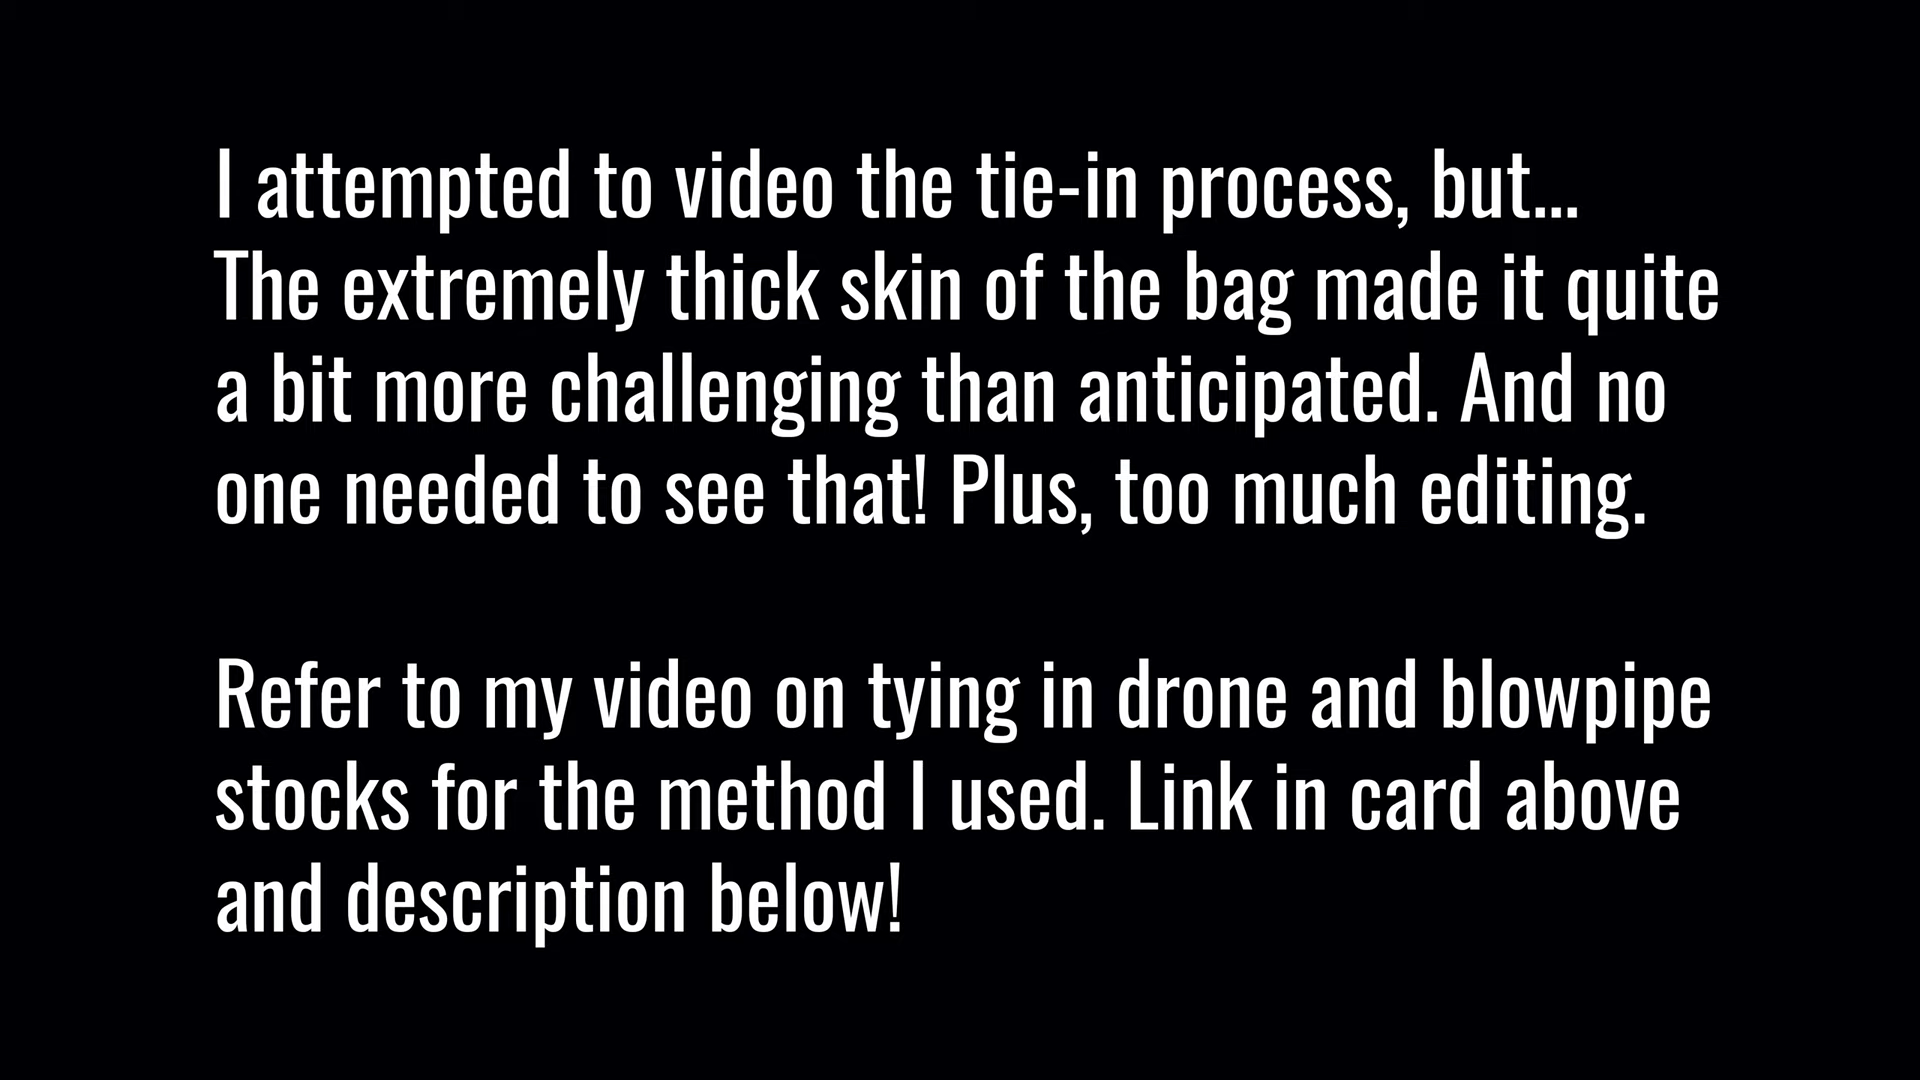 I attempted to video the tie-in process, but...
The extremely thick skin of the bag made it quite
a bit more challenging than anticipated. And no
one needed to see that! Plus, too much editing.
Refer to my video on tying in drone and blowpipe
stocks for the method I used. Link in card above
and description below!